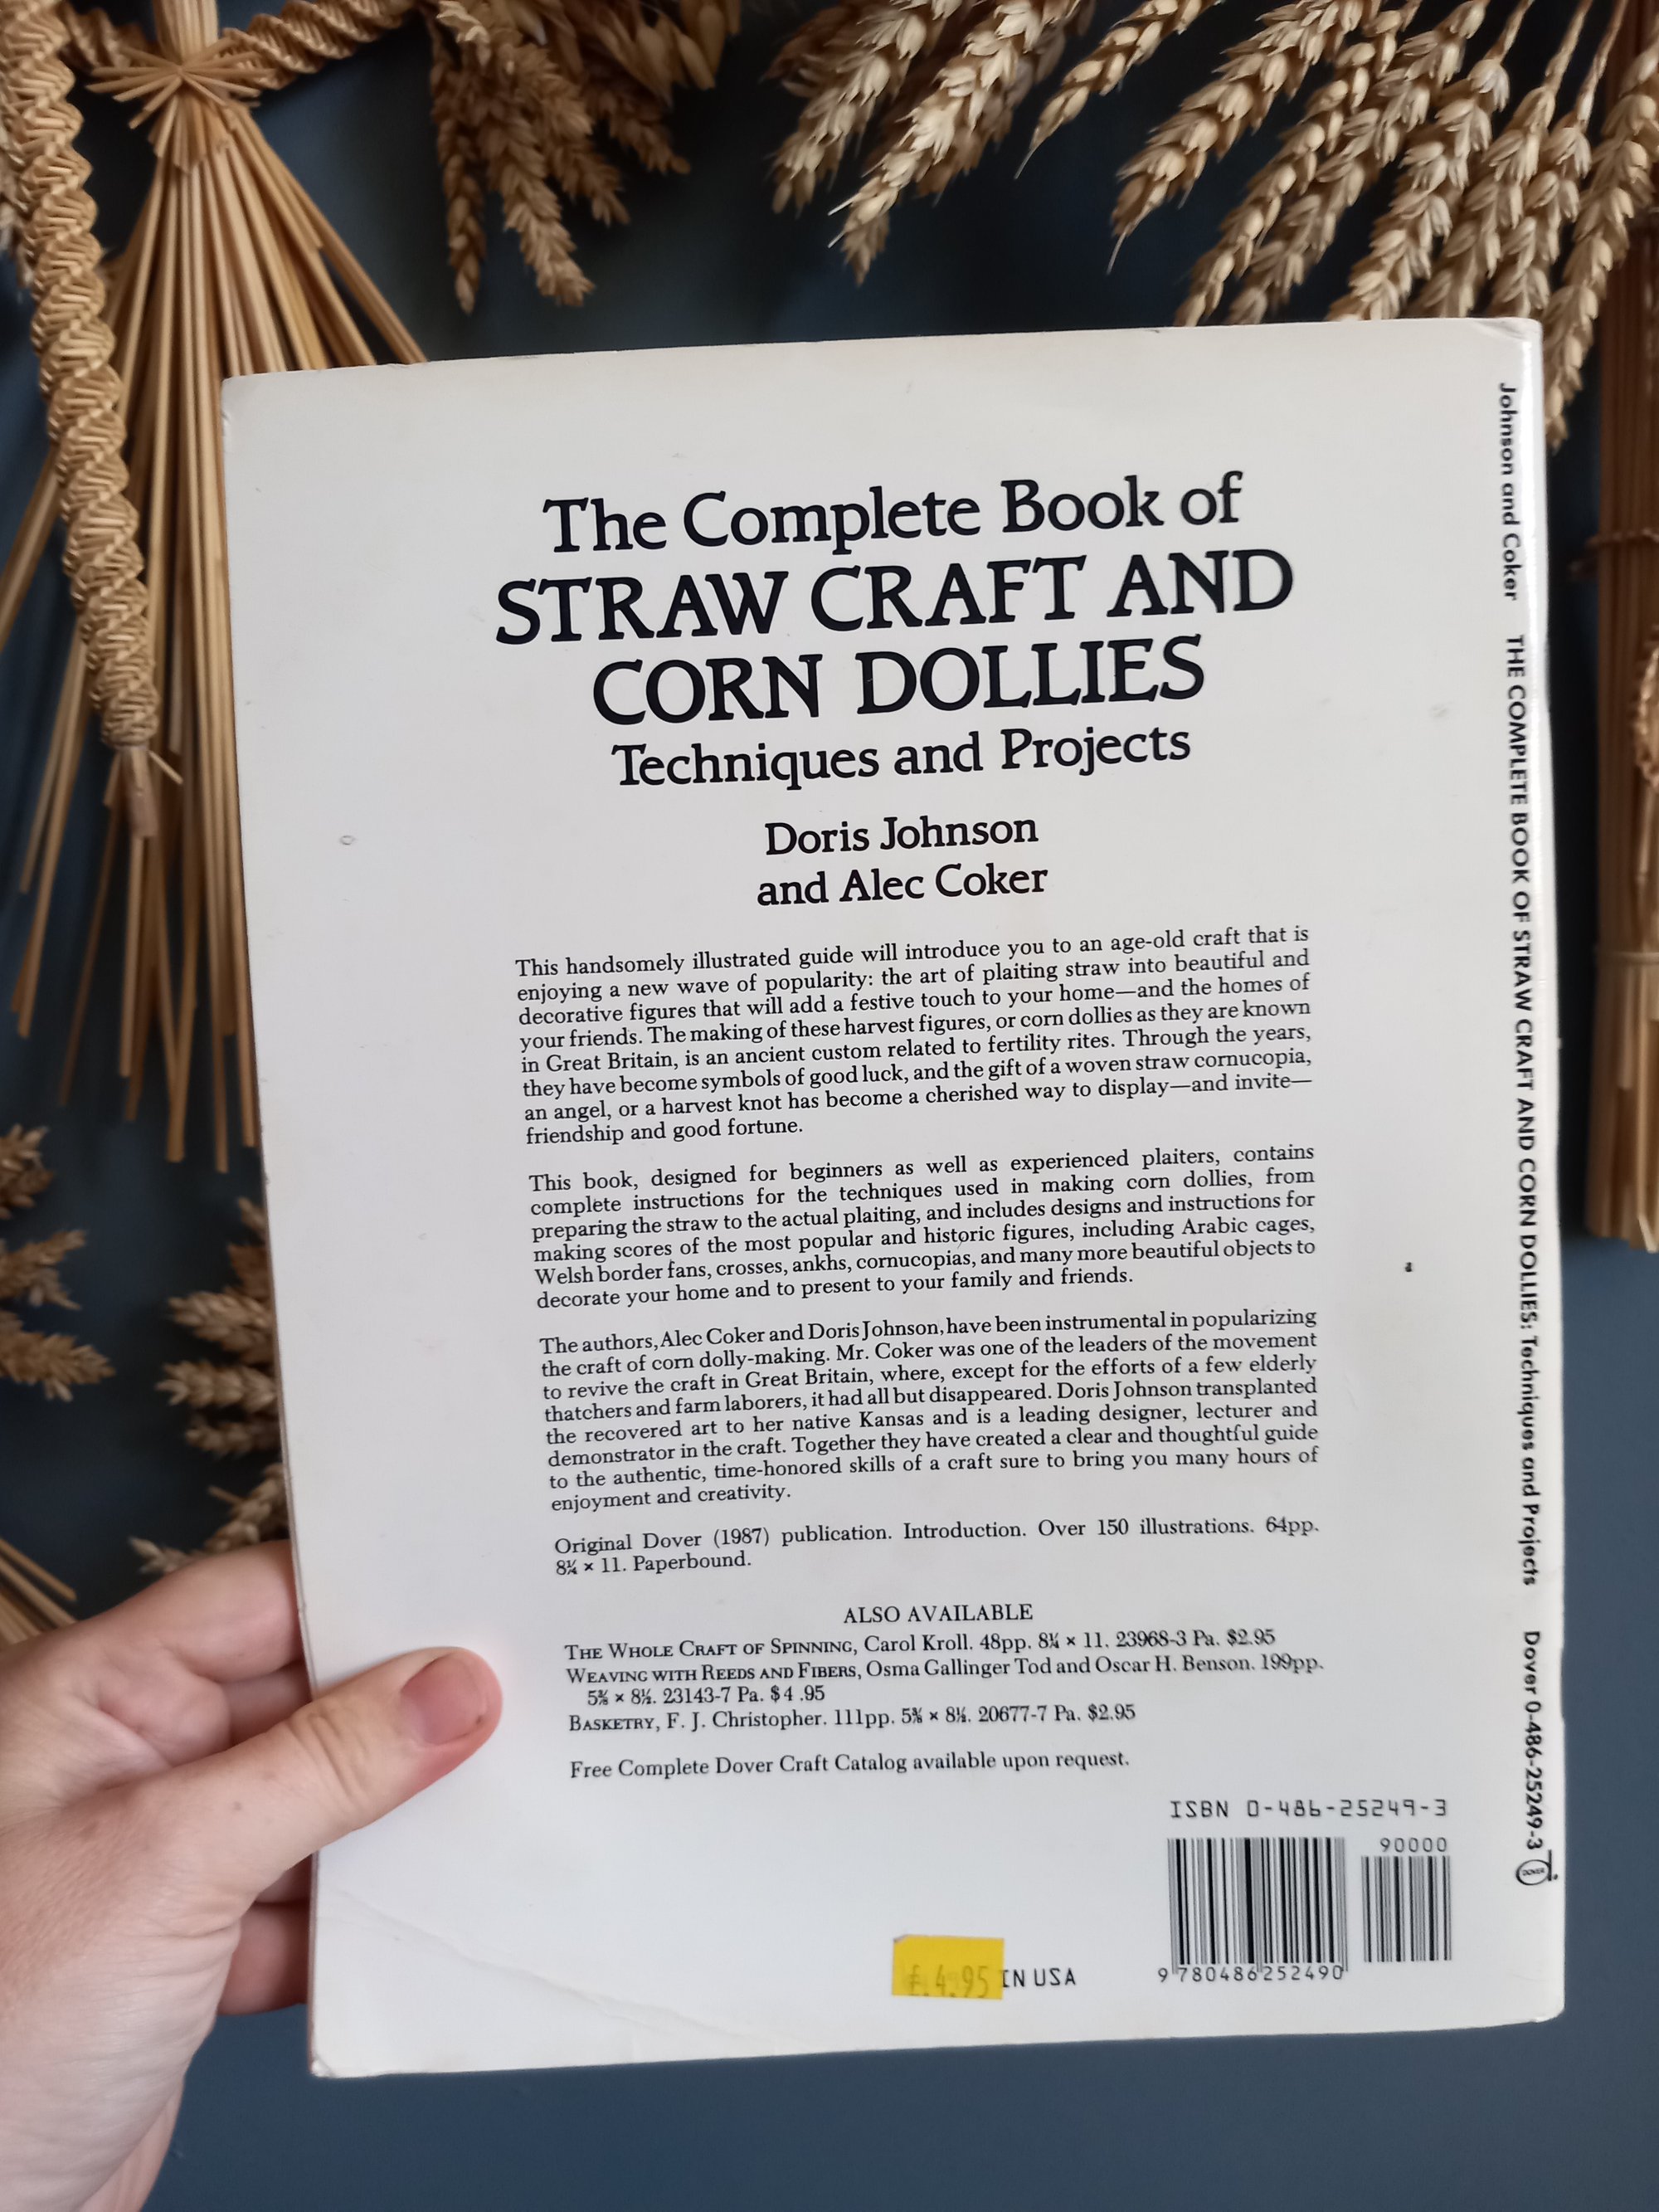 The Complete Book of
STRAW CRAFT AND
CORN DOLLIES
Techniques and Projects
Doris Johnson
and Alec Coker
This handsomely illustrated guide will introduce you to an age-old craft that is
enjoying a new wave of popularity: the art of plaiting straw into beautiful and
decorative figures that will add a festive touch to your home—and the homes of
your friends. The making of these harvest figures, or corn dollies as they are known
in Great Britain, is an ancient custom related to fertility rites. Through the years,
they have become symbols of good luck, and the gift of a woven straw cornucopia,
an angel, or a harvest knot has become a cherished way to display—and invite—
friendship and good fortune.
This book, designed for beginners as well as experienced plaiters, contains
complete instructions for the techniques used in making corn dollies, from
preparing the straw to the actual plaiting, and includes designs and instructions for
making scores of the most popular and historic figures, including Arabic cages,
Welsh border fans, crosses, ankhs, cornucopias, and many more beautiful objects to
decorate your home and to present to your family and friends.
The authors, Alec Coker and Doris Johnson, have been instrumental in popularizing
the craft of corn dolly-making. Mr. Coker was one of the leaders of the movement
to revive the craft in Great Britain, where, except for the efforts of a few elderly
thatchers and farm laborers, it had all but disappeared. Doris Johnson transplanted
the recovered art to her native Kansas and is a leading designer, lecturer and
demonstrator in the craft. Together they have created a clear and thoughtful guide
to the authentic, time-honored skills of a craft sure to bring you many hours of
enjoyment and creativity.
Original Dover (1987) publication. Introduction. Over 150 illustrations. 64pp.
8¼ × 11. Paperbound.
ALSO AVAILABLE
THE WHOLE CRAFT OF SPINNING, Carol Kroll. 48pp. 8¼ × 11. 23968-3 Pa. $2.95
WEAVING WITH REEDS AND FIBERS, Osma Gallinger Tod and Oscar H. Benson. 199pp.
5⅜ × 8½. 23143-7 Pa. $4.95
BASKETRY, F. J. Christopher. 111pp. 5⅜ × 8½. 20677-7 Pa. $2.95
Free Complete Dover Craft Catalog available upon request.
ISBN 0-486-25249-3
90000
9 780486 252490
£4.95
IN USA
Johnson and Coker THE COMPLETE BOOK OF STRAW CRAFT AND CORN DOLLIES: Techniques and Projects Dover 0-486-25249-3
DOVER